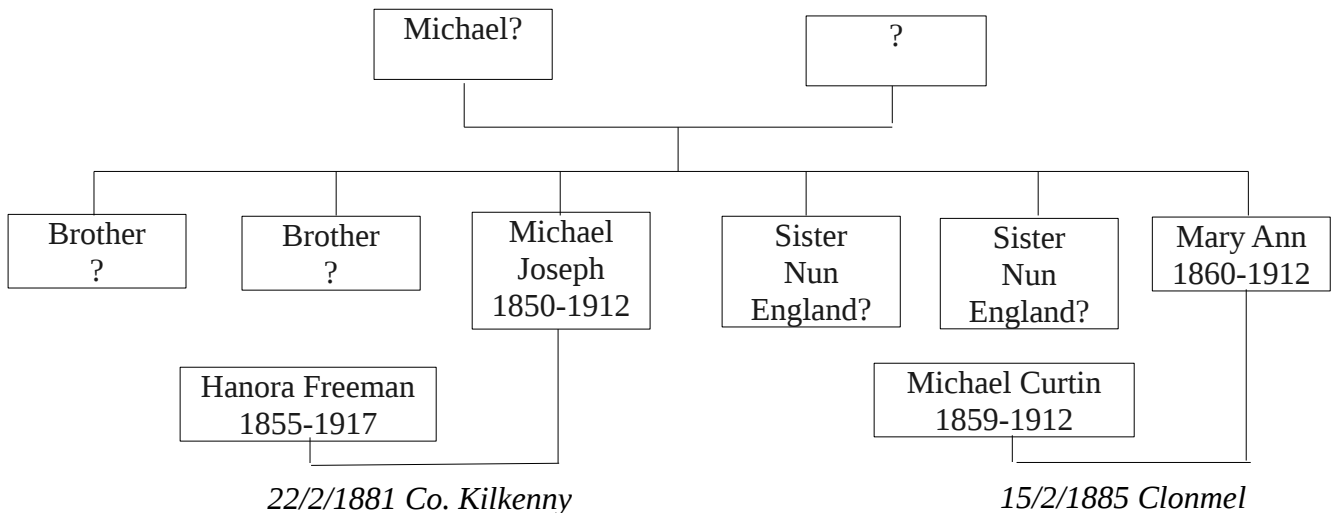 Michael?
?
Brother
?
Brother
?
Michael
Joseph
1850-1912
Sister
Nun
England?
Sister
Nun
England?
Mary Ann
1860-1912
Hanora Freeman
1855-1917
Michael Curtin
1859-1912
22/2/1881 Co. Kilkenny
15/2/1885 Clonmel